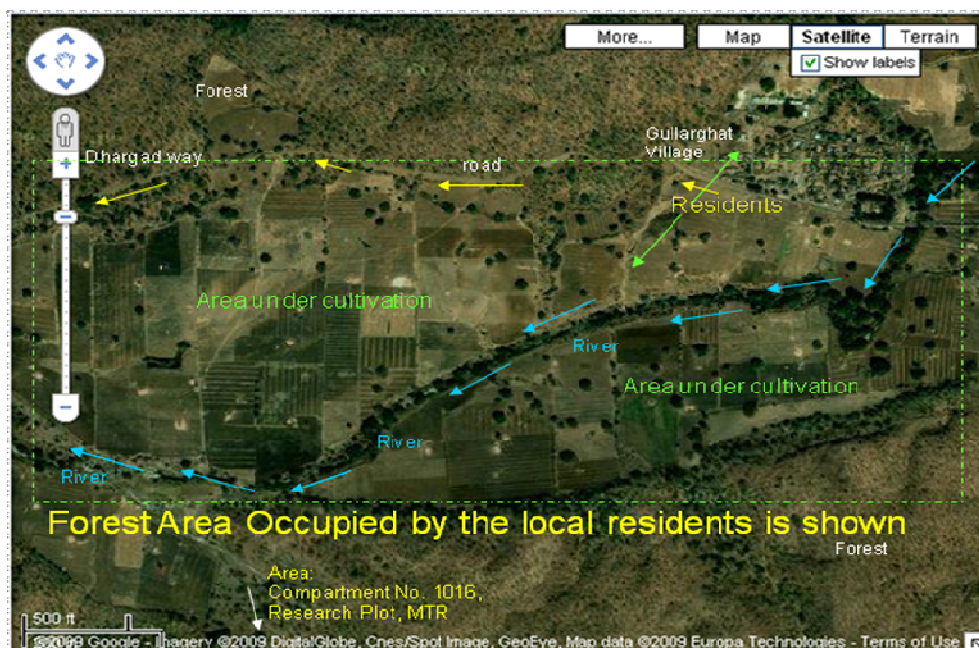 More...
Map
Satellite
Terrain
Show labels
Forest
Gullarghat
Village
Dhargad way
road
Residents
Area under cultivation
River
Area under cultivation
River
River
Forest Area Occupied by the local residents is shown
Forest
Area:
Compartment No. 1016,
Research Plot, MTR
500 ft
©2009 Google - Imagery ©2009 DigitalGlobe, Cnes/Spot Image, GeoEye, Map data ©2009 Europa Technologies - Terms of Use